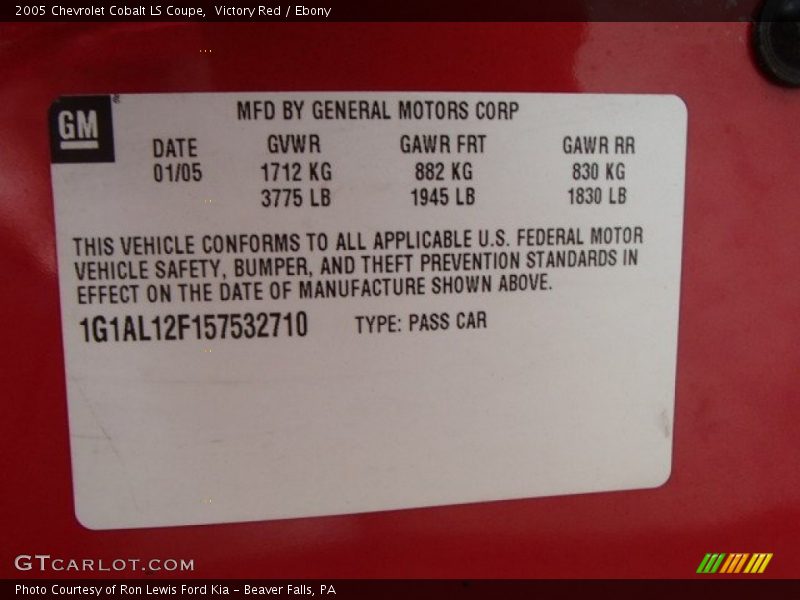 2005 Chevrolet Cobalt LS Coupe, Victory Red / Ebony
GM
MFD BY GENERAL MOTORS CORP
DATE GVWR GAWR FRT GAWR RR
01/05 1712 KG 882 KG 830 KG
3775 LB 1945 LB 1830 LB
THIS VEHICLE CONFORMS TO ALL APPLICABLE U.S. FEDERAL MOTOR
VEHICLE SAFETY, BUMPER, AND THEFT PREVENTION STANDARDS IN
EFFECT ON THE DATE OF MANUFACTURE SHOWN ABOVE.
1G1AL12F157532710 TYPE: PASS CAR
GTCARLOT.COM
Photo Courtesy of Ron Lewis Ford Kia - Beaver Falls, PA